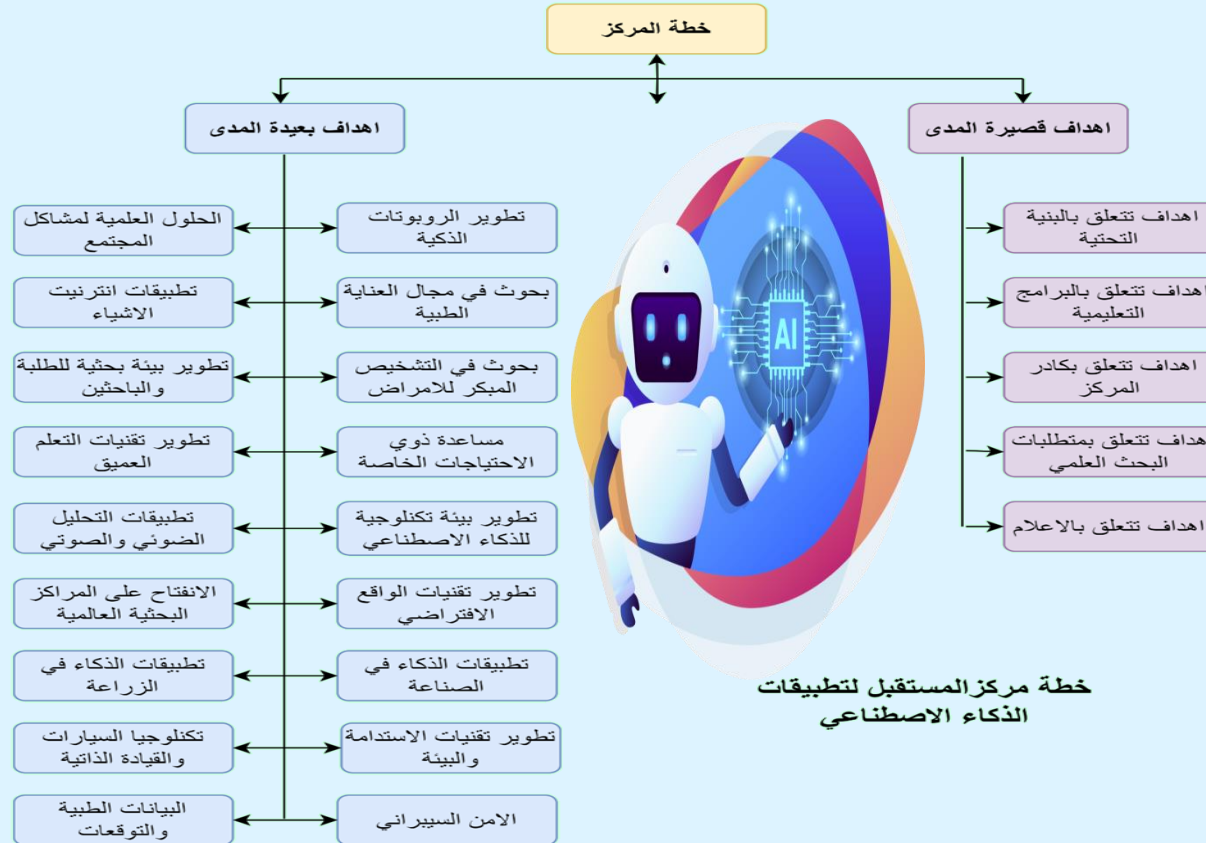 خطة المركز
اهداف قصيرة المدى
اهداف تتعلق بالبنية
التحتية
اهداف تتعلق بالبرامج
التعليمية
اهداف تتعلق بكادر
المركز
هداف تتعلق بمتطلبات
البحث العلمي
اهداف تتعلق بالاعلام
AI
خطة مركزالمستقبل لتطبيقات
الذكاء الاصطناعي
اهداف بعيدة المدى
تطوير الروبوتات
الذكية
الحلول العلمية لمشاكل
المجتمع
بحوث في مجال العناية
الطبية
تطبيقات انترنيت
الاشياء
بحوث في التشخيص
المبكر للامراض
تطوير بيئة بحثية للطلبة
والباحثين
مساعدة ذوي
الاحتياجات الخاصة
تطوير تقنيات التعلم
العميق
تطوير بيئة تكنلوجية
للذكاء الاصطناعي
تطبيقات التحليل
الضوئي والصوتي
تطوير تقنيات الواقع
الافتراضي
الانفتاح على المراكز
البحثية العالمية
تطبيقات الذكاء في
الصناعة
تطبيقات الذكاء في
الزراعة
تطوير تقنيات الاستدامة
والبيئة
تكنلوجيا السيارات
والقيادة الذاتية
الامن السيبراني
البيانات الطبية
والتوقعات